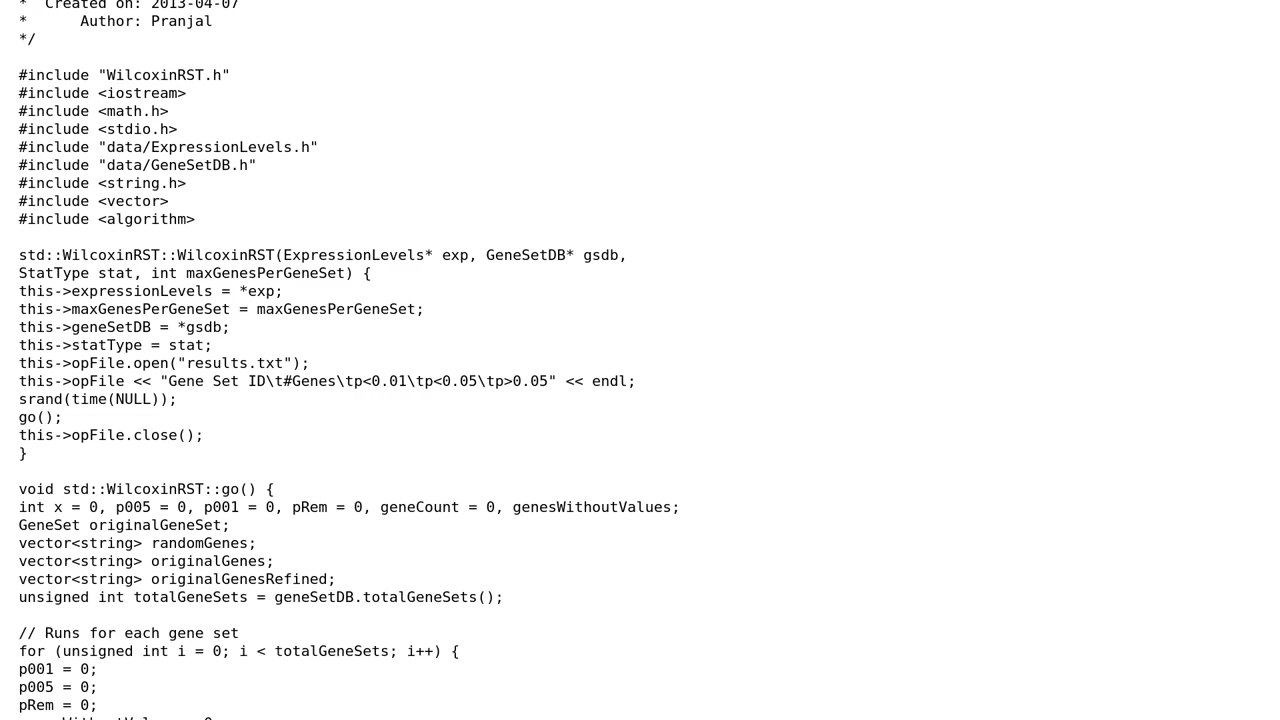 *  Created on: 2013-04-07
*      Author: Pranjal
*/

#include "WilcoxinRST.h"
#include <iostream>
#include <math.h>
#include <stdio.h>
#include "data/ExpressionLevels.h"
#include "data/GeneSetDB.h"
#include <string.h>
#include <vector>
#include <algorithm>

std::WilcoxinRST::WilcoxinRST(ExpressionLevels* exp, GeneSetDB* gsdb,
StatType stat, int maxGenesPerGeneSet) {
this->expressionLevels = *exp;
this->maxGenesPerGeneSet = maxGenesPerGeneSet;
this->geneSetDB = *gsdb;
this->statType = stat;
this->opFile.open("results.txt");
this->opFile << "Gene Set ID\t#Genes\tp<0.01\tp<0.05\tp>0.05" << endl;
srand(time(NULL));
go();
this->opFile.close();
}

void std::WilcoxinRST::go() {
int x = 0, p005 = 0, p001 = 0, pRem = 0, geneCount = 0, genesWithoutValues;
GeneSet originalGeneSet;
vector<string> randomGenes;
vector<string> originalGenes;
vector<string> originalGenesRefined;
unsigned int totalGeneSets = geneSetDB.totalGeneSets();

// Runs for each gene set
for (unsigned int i = 0; i < totalGeneSets; i++) {
p001 = 0;
p005 = 0;
pRem = 0;